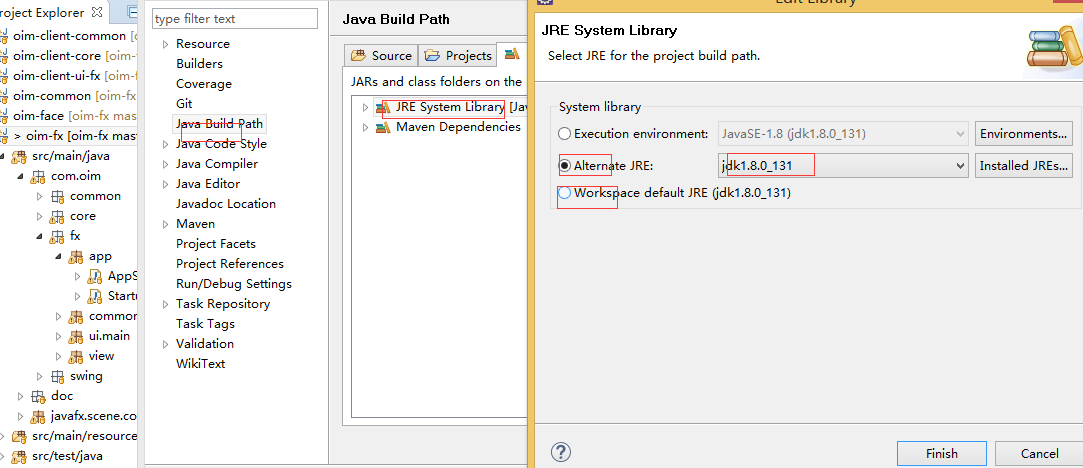 roject Explorer
oim-client-common [oim-
oim-client-core [oim-fx
oim-client-ui-fx [oim-f
oim-common [oim-fx
oim-face [oim-fx mas
> oim-fx [oim-fx mas
src/main/java
com.oim
common
core
fx
app
AppS
Startu
common
ui.main
view
swing
doc
javafx.scene.co
src/main/resource
src/test/java
type filter text
Resource
Builders
Coverage
Git
Java Build Path
Java Code Style
Java Compiler
Java Editor
Javadoc Location
Maven
Project Facets
Project References
Run/Debug Settings
Task Repository
Task Tags
Validation
WikiText
Java Build Path
Source
Projects
JARs and class folders on the
JRE System Library [Jav
Maven Dependencies
Edit Library
JRE System Library
Select JRE for the project build path.
System library
Execution environment: JavaSE-1.8 (jdk1.8.0_131) Environments...
Alternate JRE: jdk1.8.0_131 Installed JREs...
Workspace default JRE (jdk1.8.0_131)
Finish
Cancel